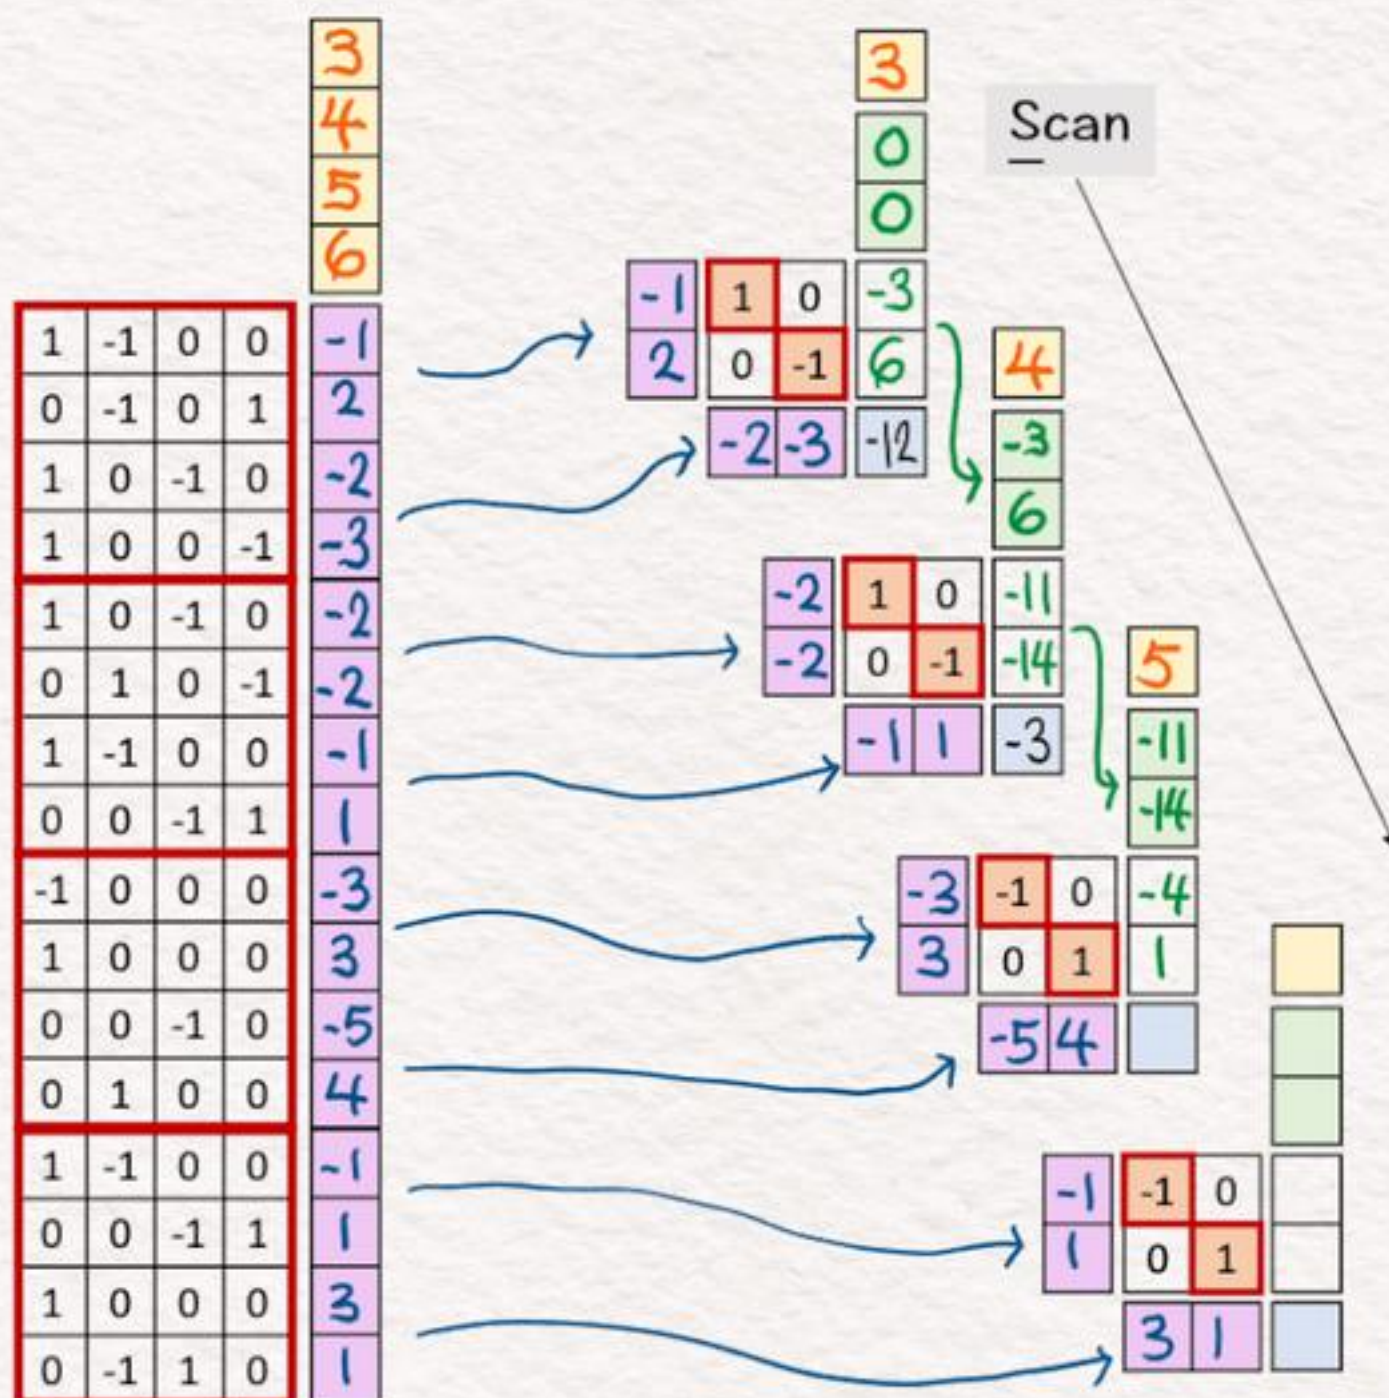 3
4
5
6
1 -1 0 0 -1
0 -1 0 1 2
1 0 -1 0 -2
1 0 0 -1 -3
1 0 -1 0 -2
0 1 0 -1 -2
1 -1 0 0 -1
0 0 -1 1 1
-1 0 0 0 -3
1 0 0 0 3
0 0 -1 0 -5
0 1 0 0 4
1 -1 0 0 -1
0 0 -1 1 1
1 0 0 0 3
0 -1 1 0 1
3
0
0
-1 1 0 -3
2 0 -1 6
-2 -3 -12
Scan
4
-3
6
-2 1 0 -11
-2 0 -1 -14
-1 1 -3
5
-11
-14
-3 -1 0 -4
3 0 1 1
-5 4
-1 -1 0
1 0 1
3 1